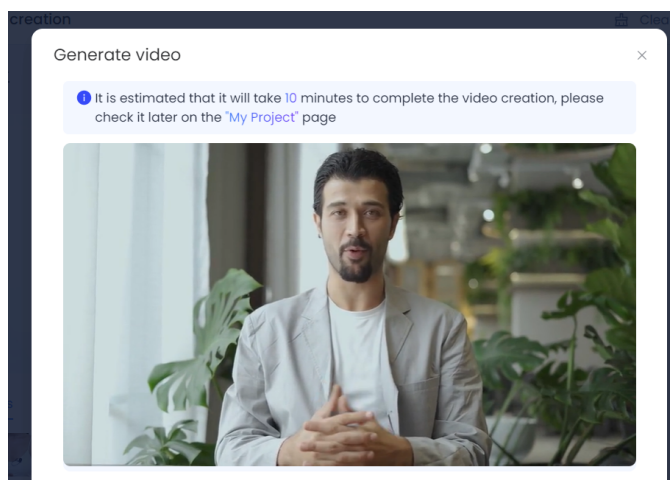 creation
Clea
Generate video
It is estimated that it will take 10 minutes to complete the video creation, please
check it later on the "My Project" page